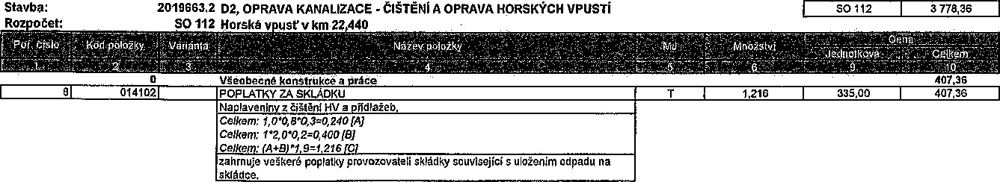 Stavba: 2019663.2 D2, OPRAVA KANALIZACE - ČIŠTĚNÍ A OPRAVA HORSKÝCH VPUSTÍ SO 112 3 778,36
Rozpočet: SO 112 Horská vpusť v km 22,440
Poř. číslo Kód položky Varianta Název položky MJ Množství Cena
Jednotková Celkem
1 2 3 4 5 6 9 10
0 Všeobecné konstrukce a práce 407,36
8 014102 POPLATKY ZA SKLÁDKU T 1,216 335,00 407,36
Naplaveniny z čištění HV a přídlažeb,
Celkem: 1,0*0,8*0,3=0,240 [A]
Celkem: 1*2,0*0,2=0,400 [B]
Celkem: (A+B)*1,9=1,216 [C]
zahrnuje veškeré poplatky provozovateli skládky související s uložením odpadu na
skládce.